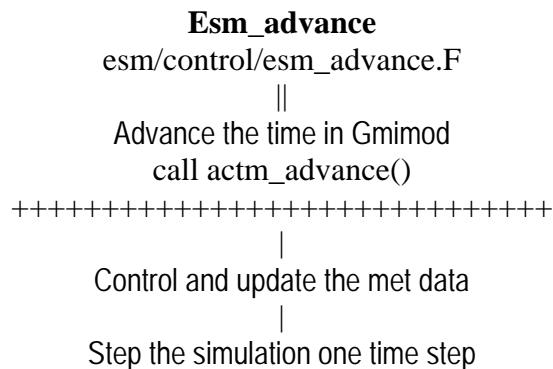 Esm_advance
esm/control/esm_advance.F
||
Advance the time in Gmimod
call actm_advance()
++++++++++++++++++++++++++++++
|
Control and update the met data
|
Step the simulation one time step